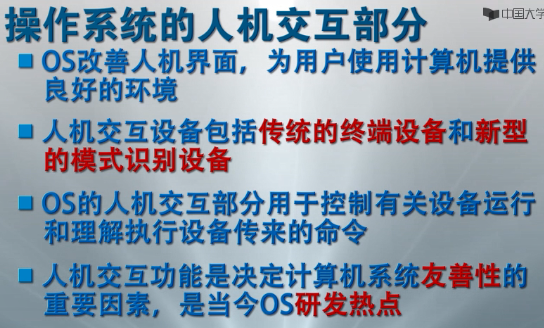 操作系统的人机交互部分
中国大学
OS改善人机界面，为用户使用计算机提供
良好的环境
人机交互设备包括传统的终端设备和新型
的模式识别设备
OS的人机交互部分用于控制有关设备运行
和理解执行设备传来的命令
人机交互功能是决定计算机系统友善性的
重要因素，是当今OS研发热点